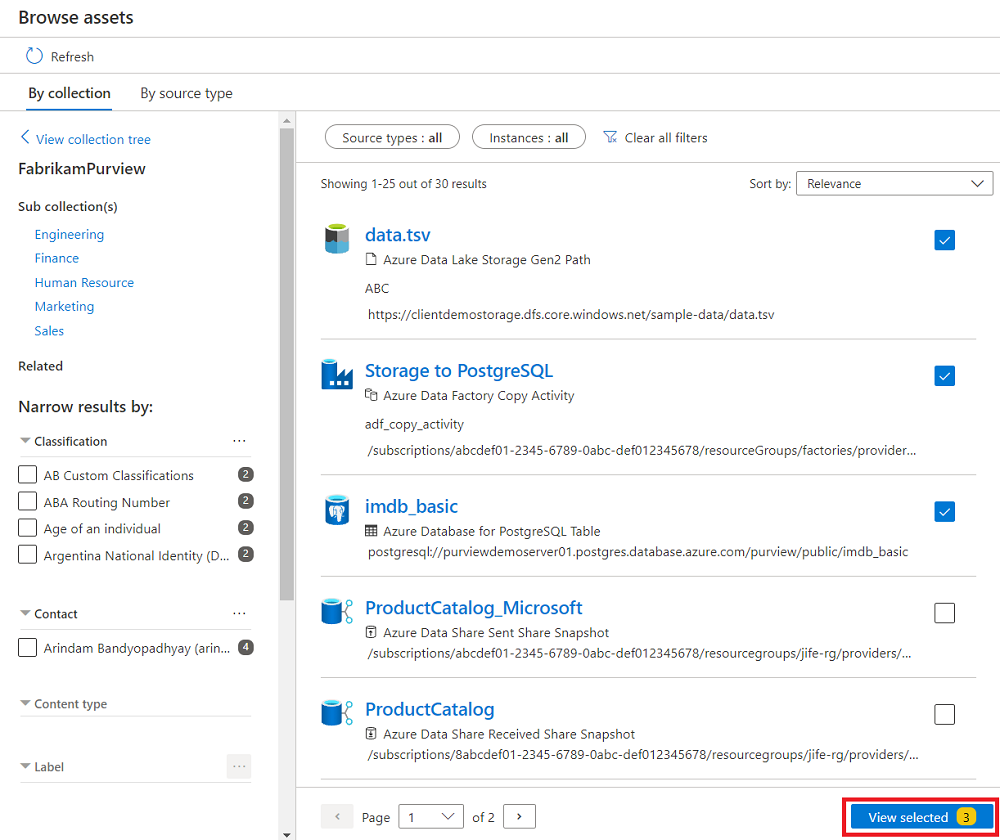 Browse assets
Refresh
By collection
By source type
View collection tree
FabrikamPurview
Sub collection(s)
Engineering
Finance
Human Resource
Marketing
Sales
Related
Narrow results by:
Classification ...
AB Custom Classifications 2
ABA Routing Number 2
Age of an individual 2
Argentina National Identity (D... 2
Contact ...
Arindam Bandyopadhyay (arin... 4
Content type
Label ...
Source types : all
Instances : all
Clear all filters
Showing 1-25 out of 30 results
Sort by: Relevance
data.tsv
Azure Data Lake Storage Gen2 Path
ABC
https://clientdemostorage.dfs.core.windows.net/sample-data/data.tsv
Storage to PostgreSQL
Azure Data Factory Copy Activity
adf_copy_activity
/subscriptions/abcdef01-2345-6789-0abc-def012345678/resourceGroups/factories/provider...
imdb_basic
Azure Database for PostgreSQL Table
postgresql://purviewdemoserver01.postgres.database.azure.com/purview/public/imdb_basic
ProductCatalog_Microsoft
Azure Data Share Sent Share Snapshot
/subscriptions/abcdef01-2345-6789-0abc-def012345678/resourcegroups/jife-rg/providers/...
ProductCatalog
Azure Data Share Received Share Snapshot
/subscriptions/8abcdef01-2345-6789-0abc-def012345678/resourcegroups/jife-rg/providers/...
Page 1 of 2
View selected 3